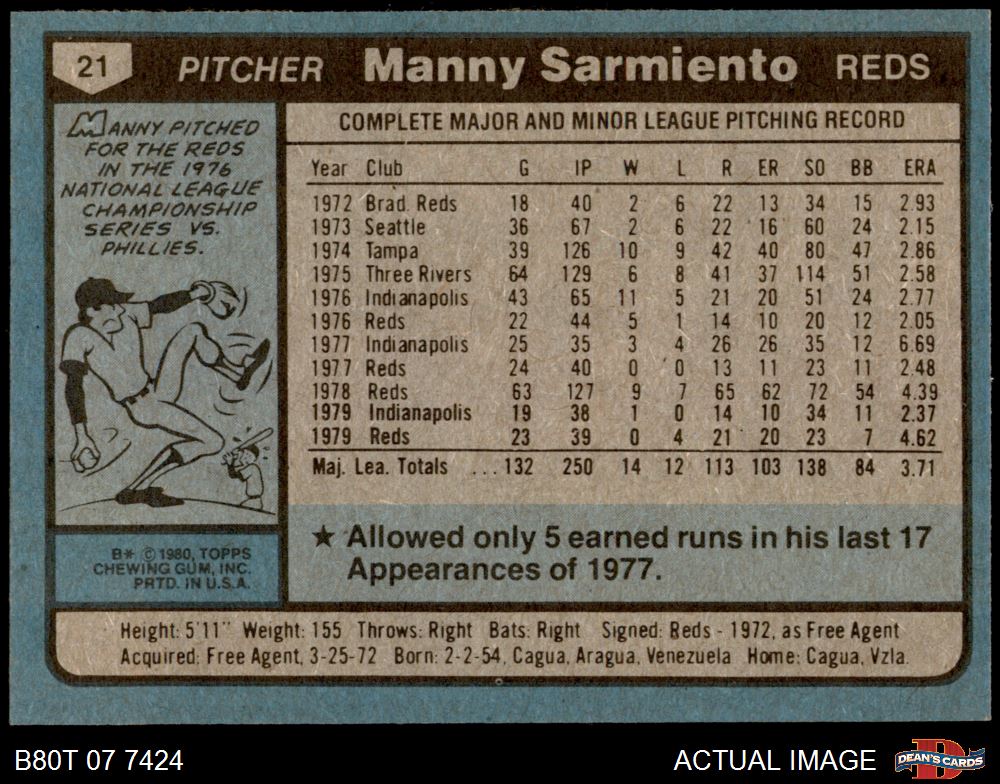 21 PITCHER Manny Sarmiento REDS
MANNY PITCHED
FOR THE REDS
IN THE 1976
NATIONAL LEAGUE
CHAMPIONSHIP
SERIES VS.
PHILLIES.
COMPLETE MAJOR AND MINOR LEAGUE PITCHING RECORD
Year Club G IP W L R ER SO BB ERA
1972 Brad. Reds 18 40 2 6 22 13 34 15 2.93
1973 Seattle 36 67 2 6 22 16 60 24 2.15
1974 Tampa 39 126 10 9 42 40 80 47 2.86
1975 Three Rivers 64 129 6 8 41 37 114 51 2.58
1976 Indianapolis 43 65 11 5 21 20 51 24 2.77
1976 Reds 22 44 5 1 14 10 20 12 2.05
1977 Indianapolis 25 35 3 4 26 26 35 12 6.69
1977 Reds 24 40 0 0 13 11 23 11 2.48
1978 Reds 63 127 9 7 65 62 72 54 4.39
1979 Indianapolis 19 38 1 0 14 10 34 11 2.37
1979 Reds 23 39 0 4 21 20 23 7 4.62
Maj. Lea. Totals ...132 250 14 12 113 103 138 84 3.71
★ Allowed only 5 earned runs in his last 17
Appearances of 1977.
B* © 1980, TOPPS
CHEWING GUM, INC.
PRTD. IN U.S.A.
Height: 5'11" Weight: 155 Throws: Right Bats: Right Signed: Reds - 1972, as Free Agent
Acquired: Free Agent, 3-25-72 Born: 2-2-54, Cagua, Aragua, Venezuela Home: Cagua, Vzla.
B80T 07 7424 ACTUAL IMAGE DEAN'S CARDS